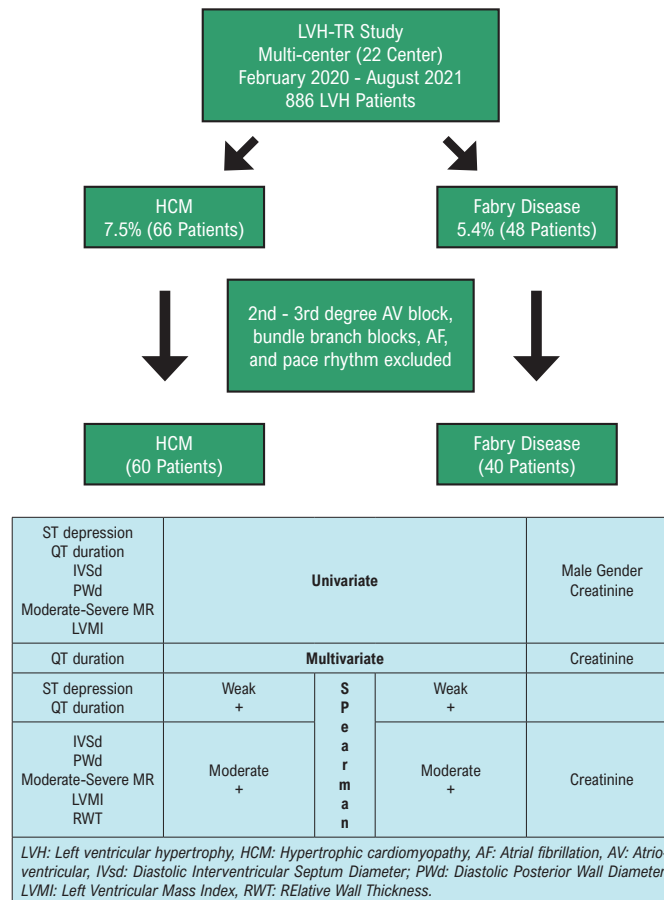 LVH-TR Study
Multi-center (22 Center)
February 2020 - August 2021
886 LVH Patients
HCM
7.5% (66 Patients)
Fabry Disease
5.4% (48 Patients)
2nd - 3rd degree AV block,
bundle branch blocks, AF,
and pace rhythm excluded
HCM
(60 Patients)
Fabry Disease
(40 Patients)
ST depression
QT duration
IVSd
PWd
Moderate-Severe MR
LVMI
Univariate
Male Gender
Creatinine
QT duration
Multivariate
Creatinine
ST depression
QT duration
Weak
+
S
P
e
a
r
m
a
n
Weak
+
IVSd
PWd
Moderate-Severe MR
LVMI
RWT
Moderate
+
Moderate
+
Creatinine
LVH: Left ventricular hypertrophy, HCM: Hypertrophic cardiomyopathy, AF: Atrial fibrillation, AV: Atrio-
ventricular, IVSd: Diastolic Interventricular Septum Diameter; PWd: Diastolic Posterior Wall Diameter
LVMI: Left Ventricular Mass Index, RWT: RElative Wall Thickness.